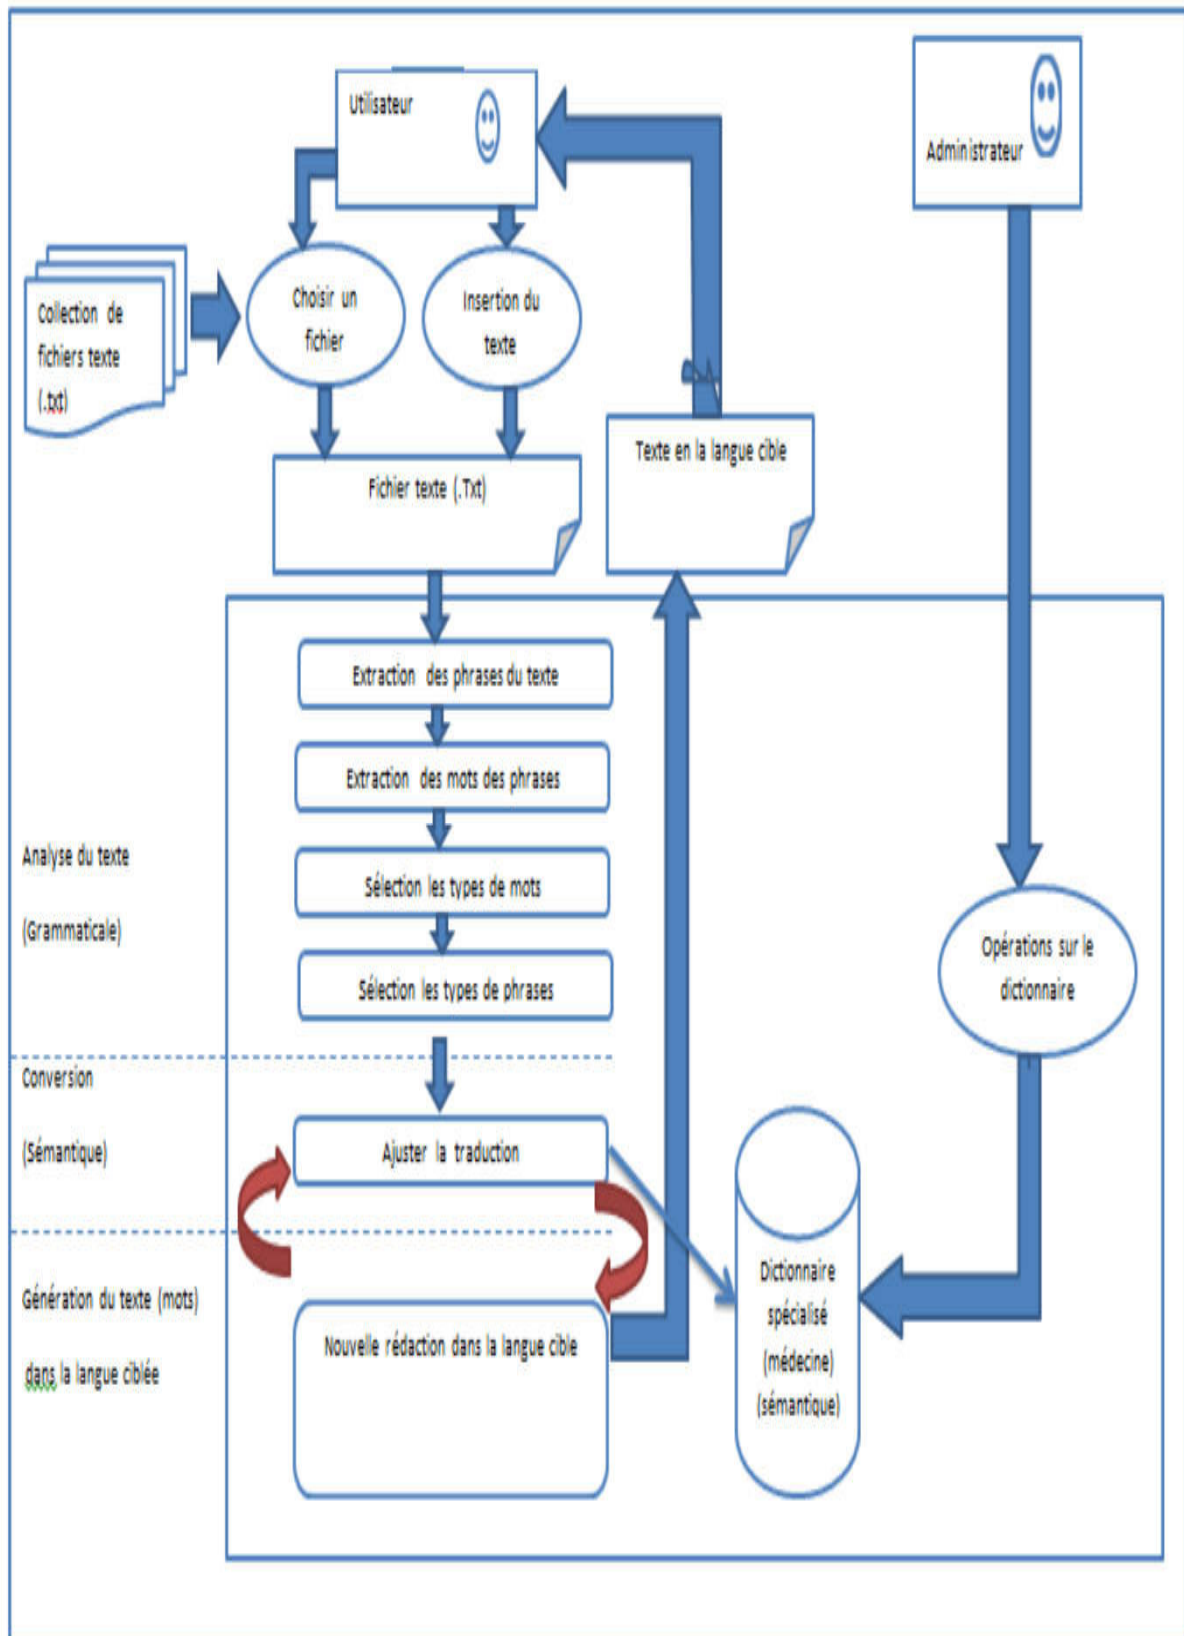 Utilisateur
Administrateur
Choisir un
fichier
Insertion du
texte
Collection de
fichiers texte
(.txt)
Texte en la langue cible
Fichier texte (.Txt)
Extraction des phrases du texte
Extraction des mots des phrases
Analyse du texte
(Grammaticale)
Sélection les types de mots
Sélection les types de phrases
Opérations sur le
dictionnaire
Conversion
(Sémantique)
Ajuster la traduction
Génération du texte (mots)
dans la langue ciblée
Nouvelle rédaction dans la langue cible
Dictionnaire
spécialisé
(médecine)
(sémantique)